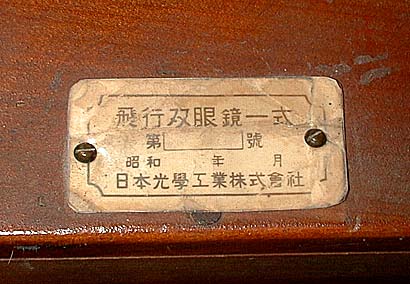 飛行双眼鏡一式
第 號
昭和 年 月
日本光學工業株式會社